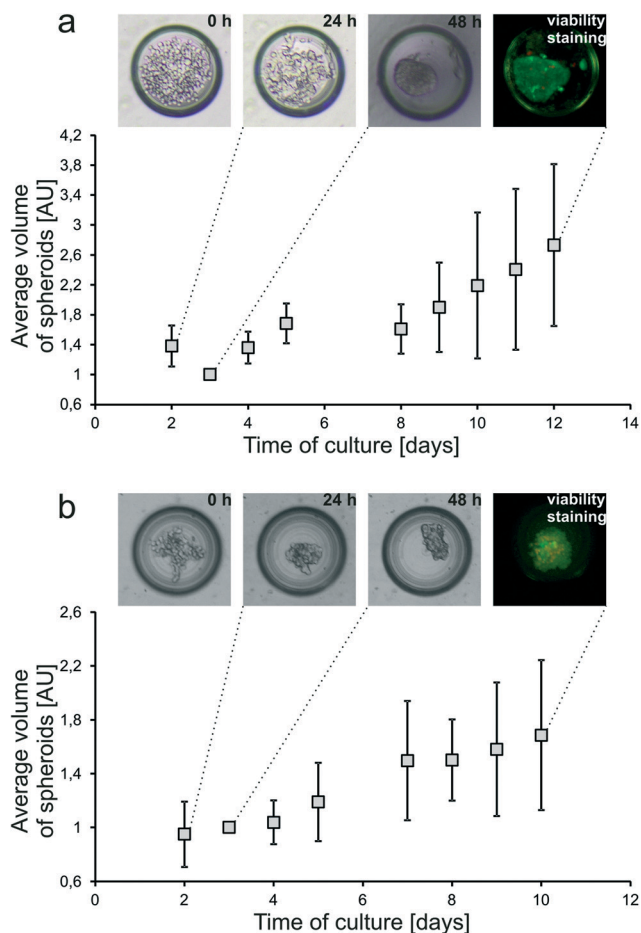 a
0 h
24 h
48 h
viability
staining
Average volume
of spheroids [AU]
4,2
3,8
3,4
3
2,6
2,2
1,8
1,4
1
0,6
0
2
4
6
8
10
12
14
Time of culture [days]
b
0 h
24 h
48 h
viability
staining
Average volume
of spheroids [AU]
2,6
2,2
1,8
1,4
1
0,6
0
2
4
6
8
10
12
Time of culture [days]